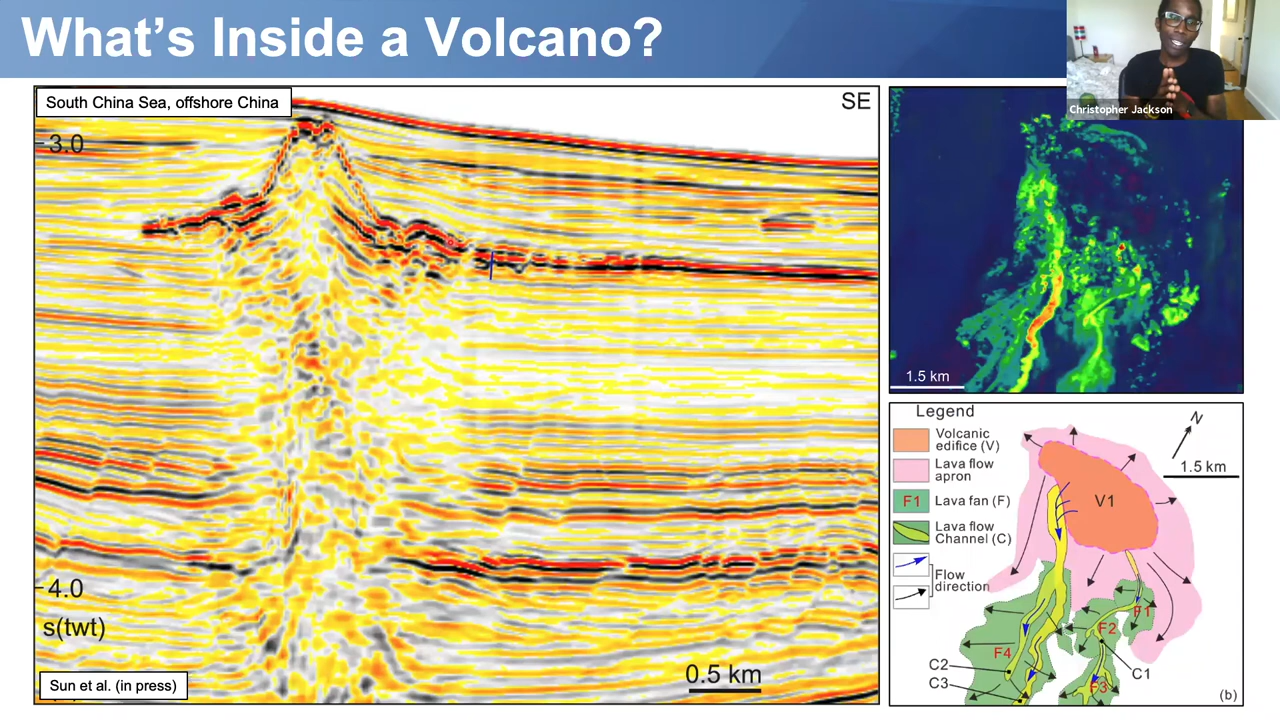 What's Inside a Volcano?
Christopher Jackson
South China Sea, offshore China
SE
3.0
4.0
s(twt)
Sun et al. (in press)
0.5 km
1.5 km
Legend
Volcanic
edifice (V)
Lava flow
apron
F1
Lava fan (F)
Lava flow
Channel (C)
Flow
direction
N
1.5 km
V1
F1
F2
F4
F3
C2
C3
C1
(b)